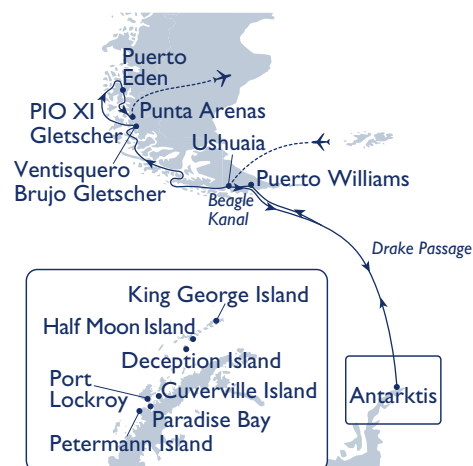 Puerto
Eden
PIO XI
Gletscher
Punta Arenas
Ushuaia
Ventisquero
Brujo Gletscher
Puerto Williams
Beagle
Kanal
Drake Passage
King George Island
Half Moon Island
Deception Island
Port
Lockroy
Cuverville Island
Paradise Bay
Petermann Island
Antarktis